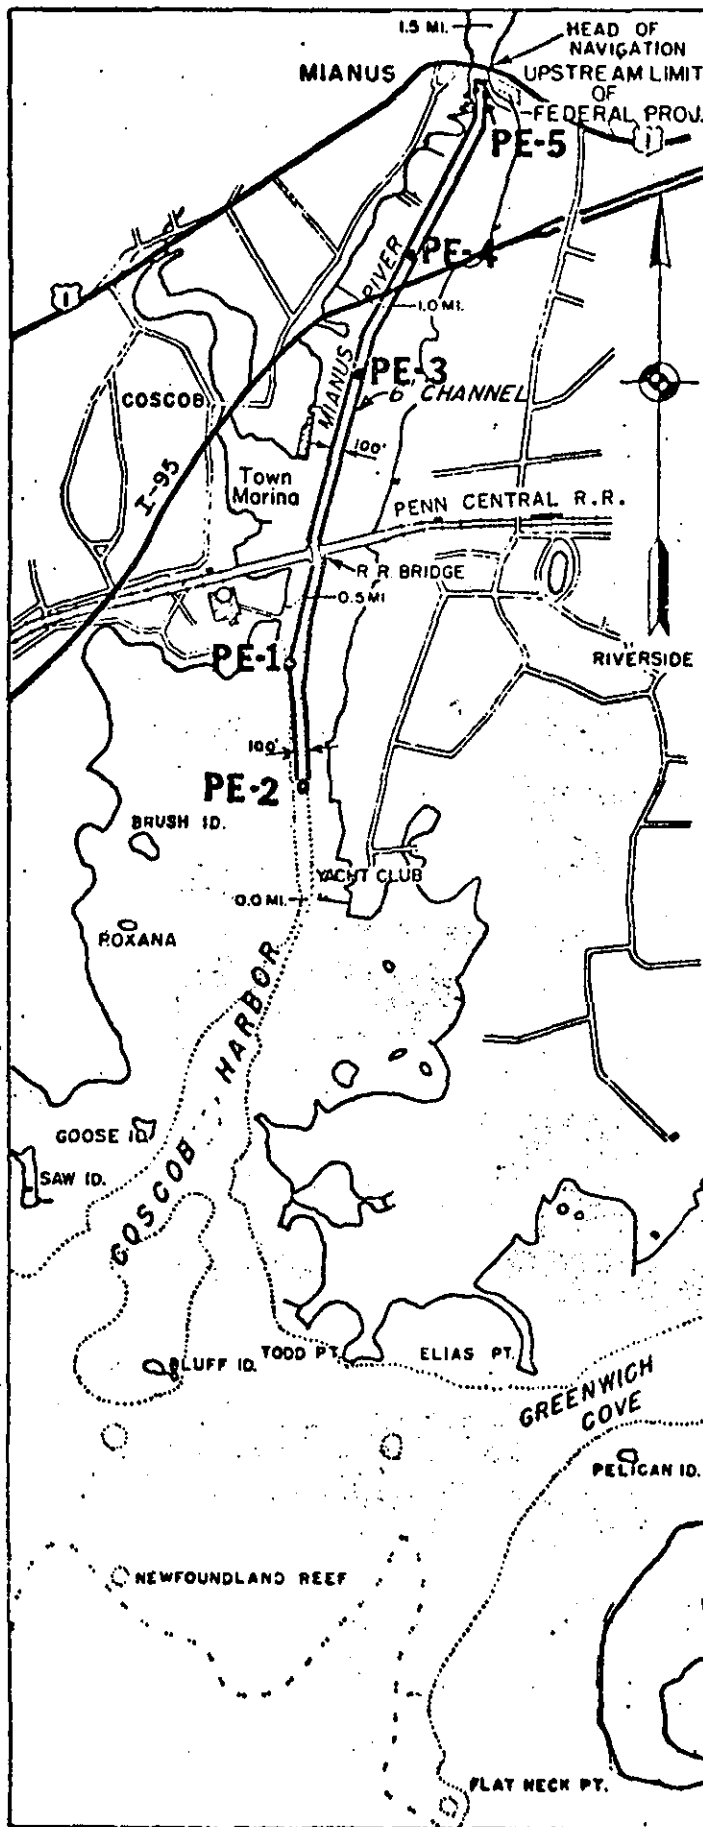 1.5 MI.
HEAD OF
NAVIGATION
MIANUS
UPSTREAM LIMIT
OF
FEDERAL PROJ.
1
PE-5
PE-4
1
MIANUS RIVER
1.0 MI.
PE-3
6' CHANNEL
COSCOB
100'
I-95
Town
Marina
PENN CENTRAL R.R.
R.R. BRIDGE
0.5 MI
PE-1
RIVERSIDE
100'
PE-2
BRUSH ID.
YACHT CLUB
0.0 MI.
ROXANA
COSCOB HARBOR
GOOSE ID.
SAW ID.
TODD PT.
ELIAS PT.
BLUFF ID.
GREENWICH
COVE
PELICAN ID.
NEWFOUNDLAND REEF
FLAT NECK PT.